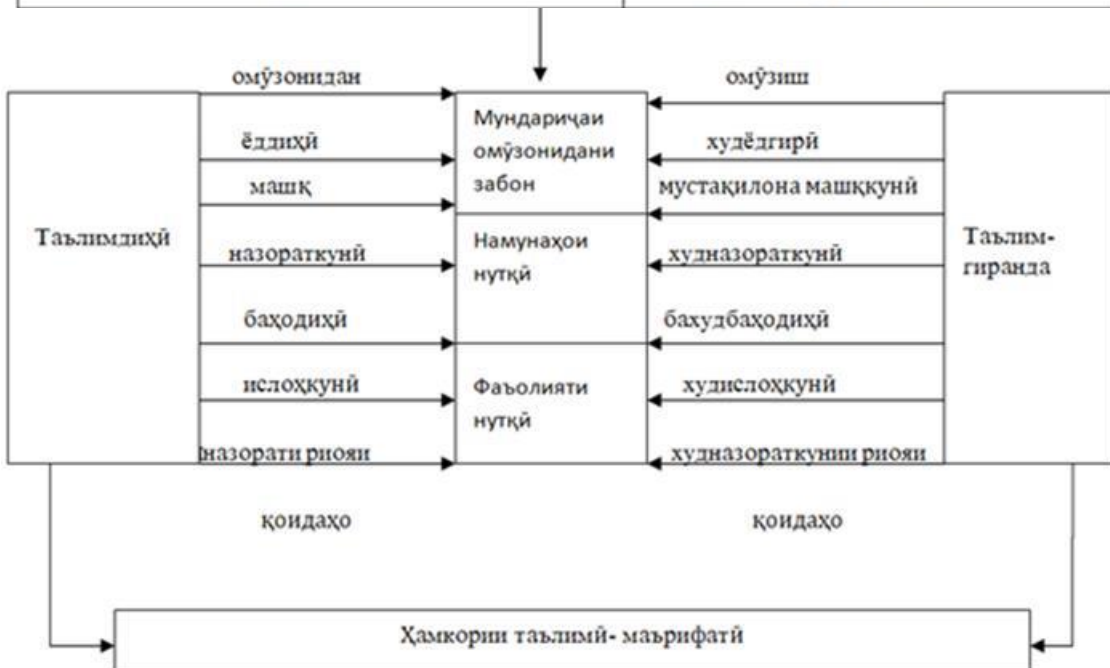 омӯзонидан
омӯзиш
Мундариҷаи
омӯзонидани
забон
ёддиҳӣ
худёдгирӣ
машқ
мустақилона машққунӣ
Таълимдиҳӣ
Таълим-
гиранда
Намунаҳои
нутқӣ
назораткунӣ
худназораткунӣ
баҳодиҳӣ
бахудбаҳодиҳӣ
ислоҳкунӣ
худислоҳкунӣ
Фаъолияти
нутқӣ
назорати риояи
қоидаҳо
худназораткунии риояи
қоидаҳо
Ҳамкории таълимӣ- маърифатӣ